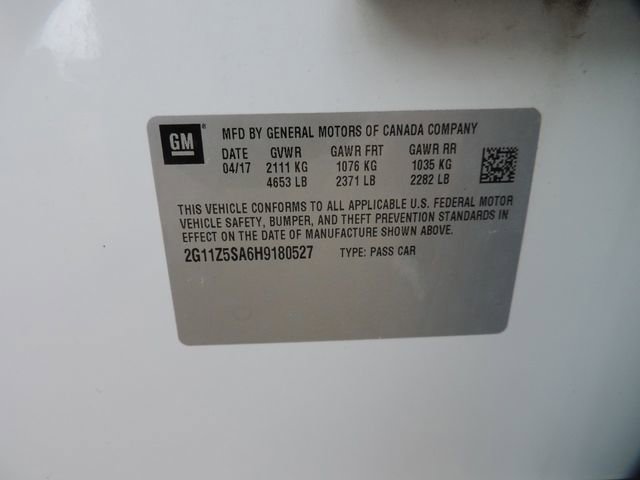 GM ® MFD BY GENERAL MOTORS OF CANADA COMPANY
DATE GVWR GAWR FRT GAWR RR
04/17 2111 KG 1076 KG 1035 KG
4653 LB 2371 LB 2282 LB
THIS VEHICLE CONFORMS TO ALL APPLICABLE U.S. FEDERAL MOTOR
VEHICLE SAFETY, BUMPER, AND THEFT PREVENTION STANDARDS IN
EFFECT ON THE DATE OF MANUFACTURE SHOWN ABOVE.
2G11Z5SA6H9180527 TYPE: PASS CAR